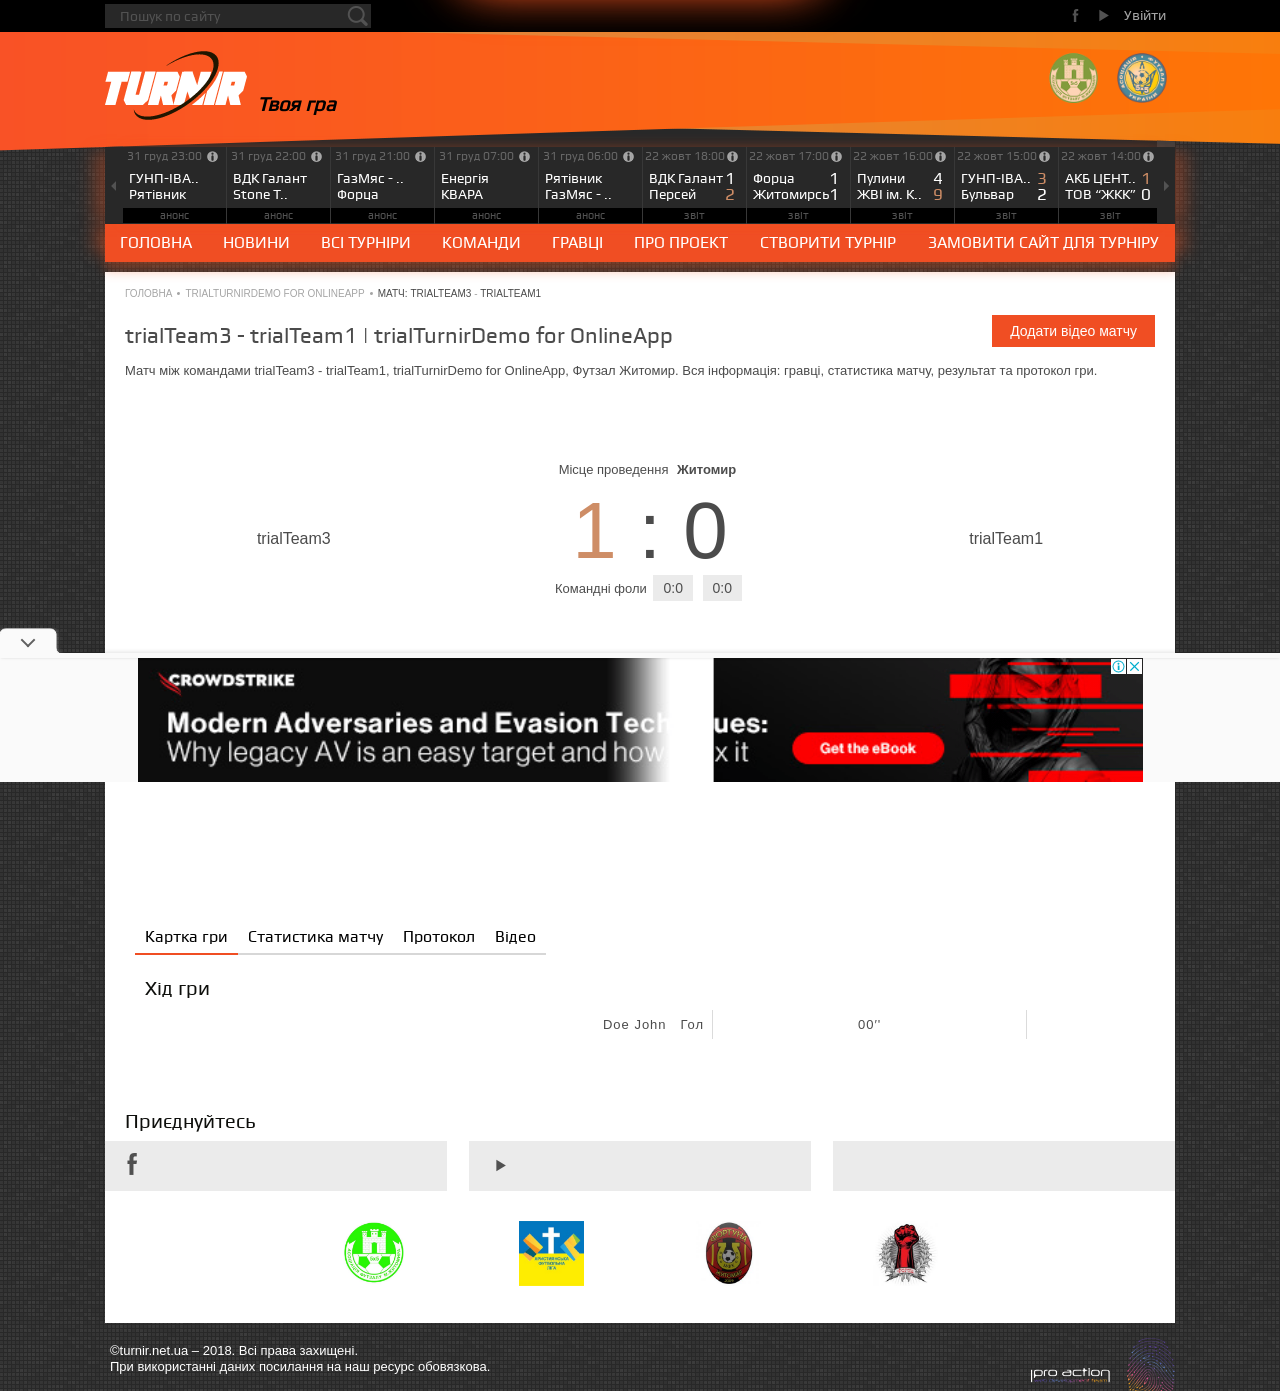 Пошук по сайту
Увійти
TURNIR
Твоя гра
31 груд 23:00 31 груд 22:00 31 груд 21:00 31 груд 07:00 31 груд 06:00 22 жовт 18:00 22 жовт 17:00 22 жовт 16:00 22 жовт 15:00 22 жовт 14:00
ГУНП-ІВА.. ВДК Галант ГазМяс - .. Енергія Рятівник ВДК Галант 1 Форца 1 Пулини 4 ГУНП-ІВА.. 3 АКБ ЦЕНТ.. 1
Рятівник Stone T.. Форца КВАРА ГазМяс - .. Персей 2 Житомирсь 1 ЖВІ ім. К.. 9 Бульвар 2 ТОВ “ЖКК” 0
анонс анонс анонс анонс анонс звіт звіт звіт звіт звіт
ГОЛОВНА НОВИНИ ВСІ ТУРНІРИ КОМАНДИ ГРАВЦІ ПРО ПРОЕКТ СТВОРИТИ ТУРНІР ЗАМОВИТИ САЙТ ДЛЯ ТУРНІРУ
ГОЛОВНА • TRIALTURNIRDEMO FOR ONLINEAPP • МАТЧ: TRIALTEAM3 - TRIALTEAM1
trialTeam3 - trialTeam1 | trialTurnirDemo for OnlineApp
Додати відео матчу
Матч між командами trialTeam3 - trialTeam1, trialTurnirDemo for OnlineApp, Футзал Житомир. Вся інформація: гравці, статистика матчу, результат та протокол гри.
Місце проведення Житомир
trialTeam3 1 : 0 trialTeam1
Командні фоли 0:0 0:0
CROWDSTRIKE
Modern Adversaries and Evasion Techniques:
Why legacy AV is an easy target and how to fix it
Get the eBook
Картка гри Статистика матчу Протокол Відео
Хід гри
Doe John Гол 00''
Приєднуйтесь
©turnir.net.ua – 2018. Всі права захищені.
При використанні даних посилання на наш ресурс обовязкова.
pro action